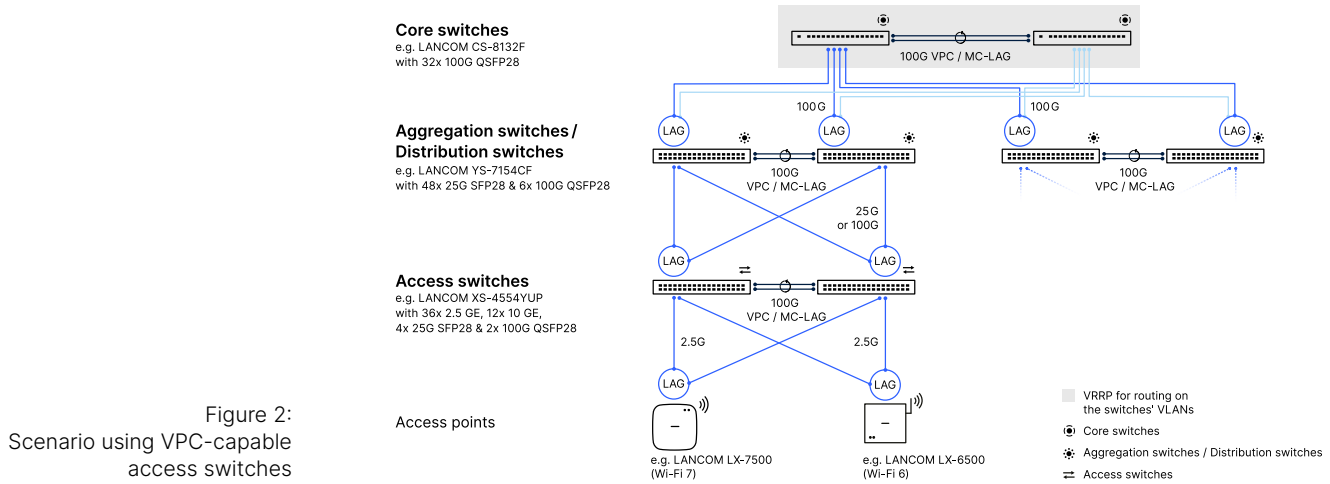 Core switches
e.g. LANCOM CS-8132F
with 32x 100G QSFP28
100G VPC / MC-LAG
100G
100G
LAG
LAG
LAG
LAG
Aggregation switches /
Distribution switches
e.g. LANCOM YS-7154CF
with 48x 25G SFP28 & 6x 100G QSFP28
100G
VPC / MC-LAG
100G
VPC / MC-LAG
25G
or 100G
LAG
LAG
Access switches
e.g. LANCOM XS-4554YUP
with 36x 2.5 GE, 12x 10 GE,
4x 25G SFP28 & 2x 100G QSFP28
100G
VPC / MC-LAG
2.5G
2.5G
LAG
LAG
Access points
e.g. LANCOM LX-7500
(Wi-Fi 7)
e.g. LANCOM LX-6500
(Wi-Fi 6)
VRRP for routing on
the switches' VLANs
Core switches
Aggregation switches / Distribution switches
Access switches
Figure 2:
Scenario using VPC-capable
access switches